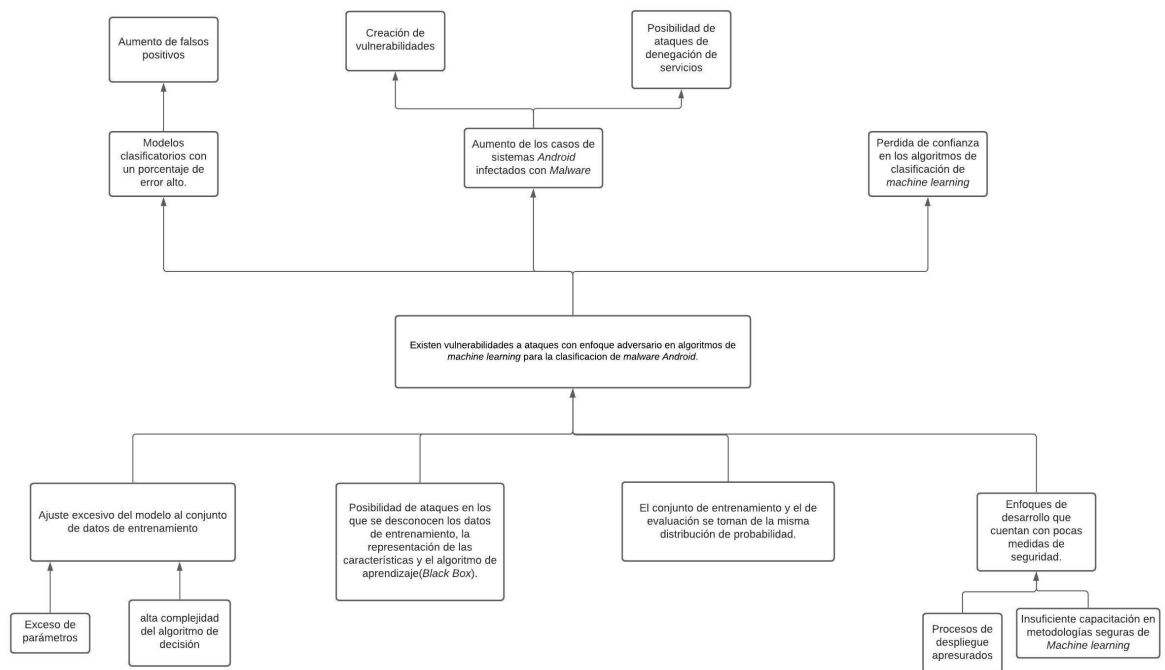 Aumento de falsos
positivos
Creación de
vulnerabilidades
Posibilidad de
ataques de
denegación de
servicios
Modelos
clasificatorios con
un porcentaje de
error alto.
Aumento de los casos de
sistemas Android
infectados con Malware
Perdida de confianza
en los algoritmos de
clasificación de
machine learning
Existen vulnerabilidades a ataques con enfoque adversario en algoritmos de
machine learning para la clasificacion de malware Android.
Ajuste excesivo del modelo al conjunto
de datos de entrenamiento
Posibilidad de ataques en los
que se desconocen los datos
de entrenamiento, la
representación de las
características y el algoritmo de
aprendizaje(Black Box).
El conjunto de entrenamiento y el de
evaluación se toman de la misma
distribución de probabilidad.
Enfoques de
desarrollo que
cuentan con pocas
medidas de
seguridad.
Exceso de
parámetros
alta complejidad
del algoritmo de
decisión
Procesos de
despliegue
apresurados
Insuficiente capacitación en
metodologías seguras de
Machine learning